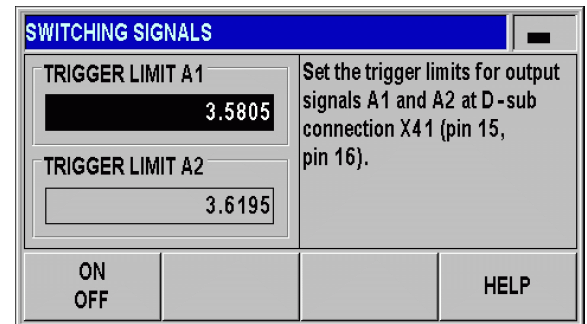 SWITCHING SIGNALS
TRIGGER LIMIT A1
3.5805
TRIGGER LIMIT A2
3.6195
Set the trigger limits for output
signals A1 and A2 at D-sub
connection X41 (pin 15,
pin 16).
ON
OFF
HELP